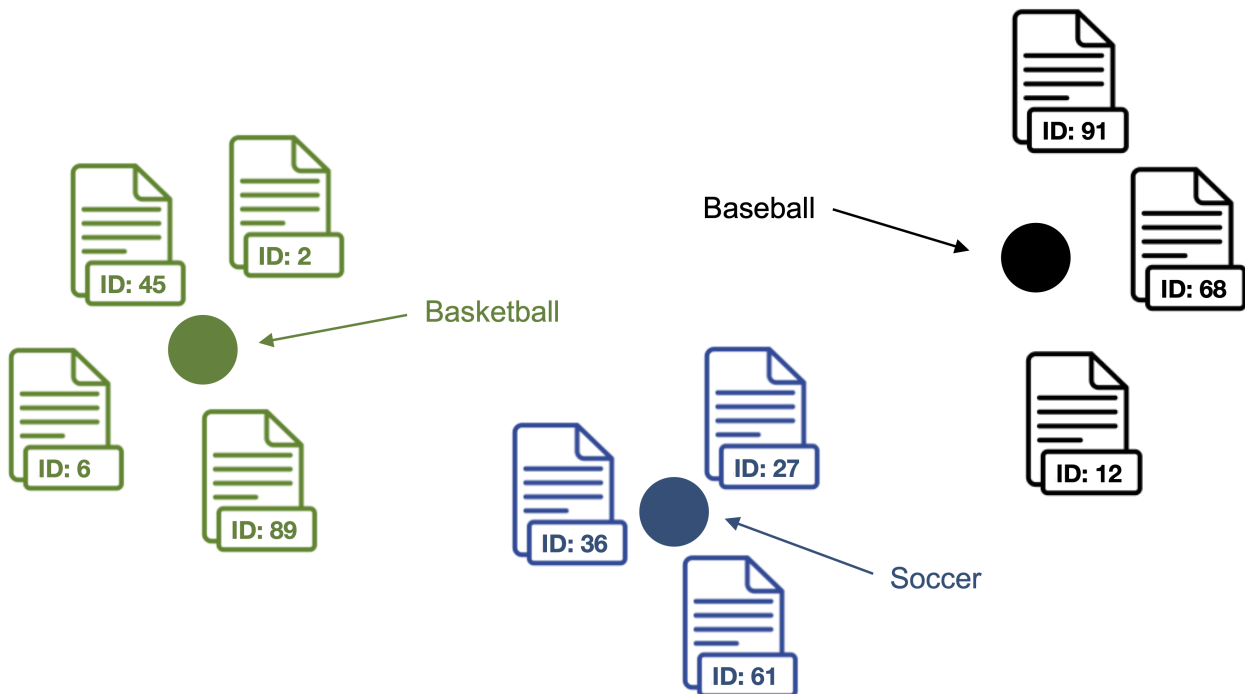 ID: 91
ID: 2
Baseball
ID: 45
ID: 68
Basketball
ID: 6
ID: 27
ID: 12
ID: 89
ID: 36
Soccer
ID: 61